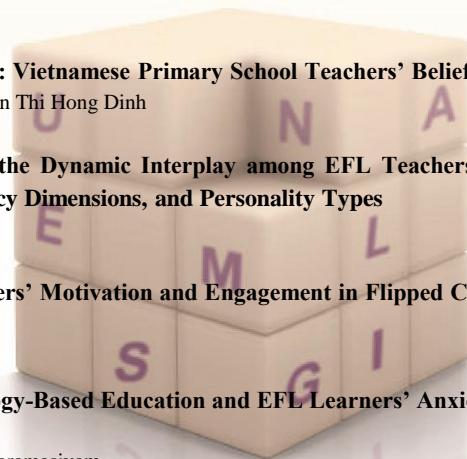 : Vietnamese Primary School Teachers’ Belief
n Thi Hong Dinh
the Dynamic Interplay among EFL Teachers
cy Dimensions, and Personality Types
ers’ Motivation and Engagement in Flipped C
ogy-Based Education and EFL Learners’ Anxi
U N A
E M L
S G I